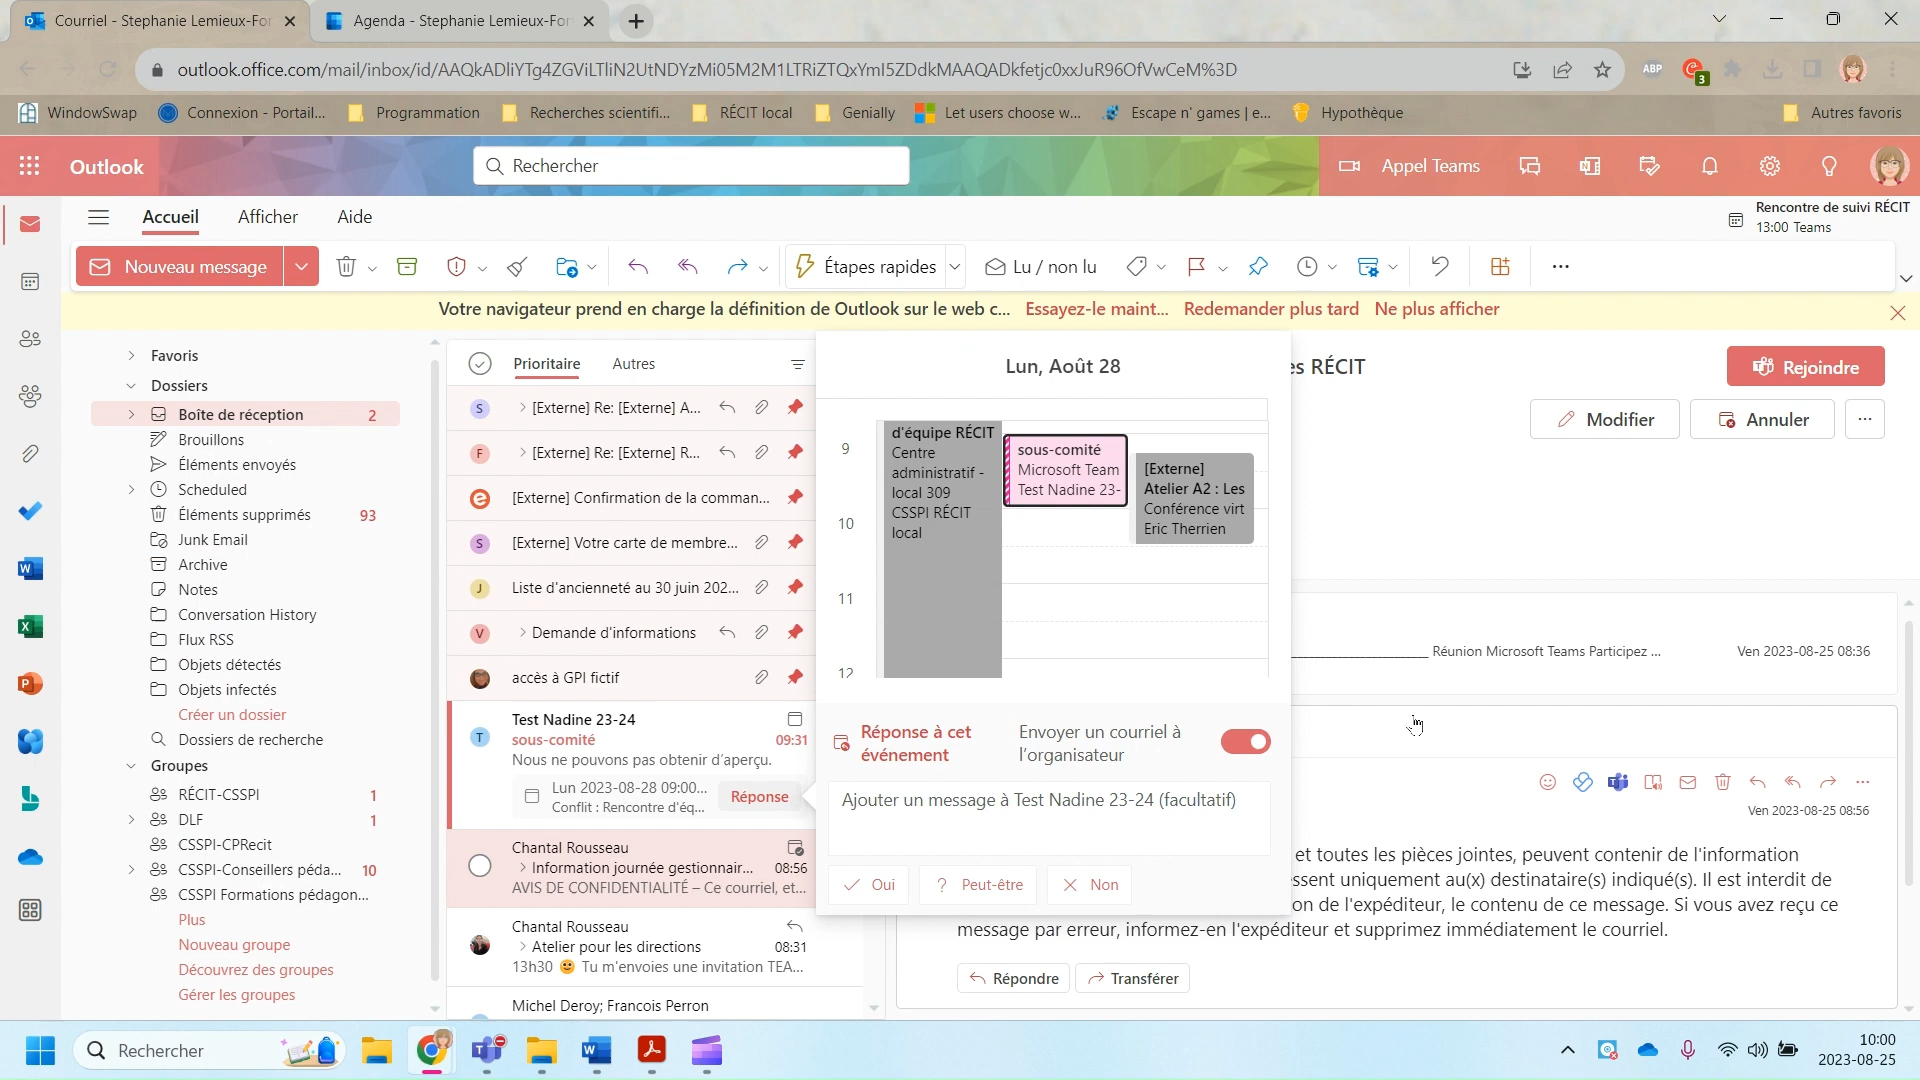 Courriel - Stephanie Lemieux-For
Agenda - Stephanie Lemieux-For
outlook.office.com/mail/inbox/id/AAQkADliYTg4ZGViLTliN2UtNDYzMi05M2M1LTRiZTQxYmI5ZDdkMAAQADkfetjc0xxJuR96OfVwCeM%3D
ABP
3
WindowSwap
Connexion - Portail...
Programmation
Recherches scientifi...
RÉCIT local
Genially
Let users choose w...
Escape n' games | e...
Hypothèque
Autres favoris
Outlook
Rechercher
Appel Teams
Accueil
Afficher
Aide
Rencontre de suivi RÉCIT
13:00 Teams
Nouveau message
Étapes rapides
Lu / non lu
Votre navigateur prend en charge la définition de Outlook sur le web c... Essayez-le maint... Redemander plus tard Ne plus afficher
Favoris
Dossiers
Boîte de réception 2
Brouillons
Éléments envoyés
Scheduled
Éléments supprimés 93
Junk Email
Archive
Notes
Conversation History
Flux RSS
Objets détectés
Objets infectés
Créer un dossier
Dossiers de recherche
Groupes
RÉCIT-CSSPI 1
DLF 1
CSSPI-CPRecit
CSSPI-Conseillers péda... 10
CSSPI Formations pédagon...
Plus
Nouveau groupe
Découvrez des groupes
Gérer les groupes
Prioritaire
Autres
S [Externe] Re: [Externe] A...
F [Externe] Re: [Externe] R...
[Externe] Confirmation de la comman...
S [Externe] Votre carte de membre...
J Liste d'ancienneté au 30 juin 202...
V Demande d'informations
accès à GPI fictif
Test Nadine 23-24
T sous-comité 09:31
Nous ne pouvons pas obtenir d'aperçu.
Lun 2023-08-28 09:00...
Conflit : Rencontre d'éq...
Réponse
Chantal Rousseau
Information journée gestionnair... 08:56
AVIS DE CONFIDENTIALITÉ – Ce courriel, et...
Chantal Rousseau
Atelier pour les directions 08:31
13h30 😀 Tu m'envoies une invitation TEA...
Michel Deroy; Francois Perron
Lun, Août 28
9
10
11
12
d'équipe RÉCIT
Centre
administratif -
local 309
CSSPI RÉCIT
local
sous-comité
Microsoft Team
Test Nadine 23-
[Externe]
Atelier A2 : Les
Conférence virt
Eric Therrien
Réponse à cet
événement
Envoyer un courriel à
l'organisateur
Ajouter un message à Test Nadine 23-24 (facultatif)
Oui
? Peut-être
Non
es RÉCIT
Rejoindre
Modifier
Annuler
Réunion Microsoft Teams Participez ...
Ven 2023-08-25 08:36
Ven 2023-08-25 08:56
et toutes les pièces jointes, peuvent contenir de l'information
ssent uniquement au(x) destinataire(s) indiqué(s). Il est interdit de
on de l'expéditeur, le contenu de ce message. Si vous avez reçu ce
message par erreur, informez-en l'expéditeur et supprimez immédiatement le courriel.
Répondre
Transférer
Rechercher
10:00
2023-08-25